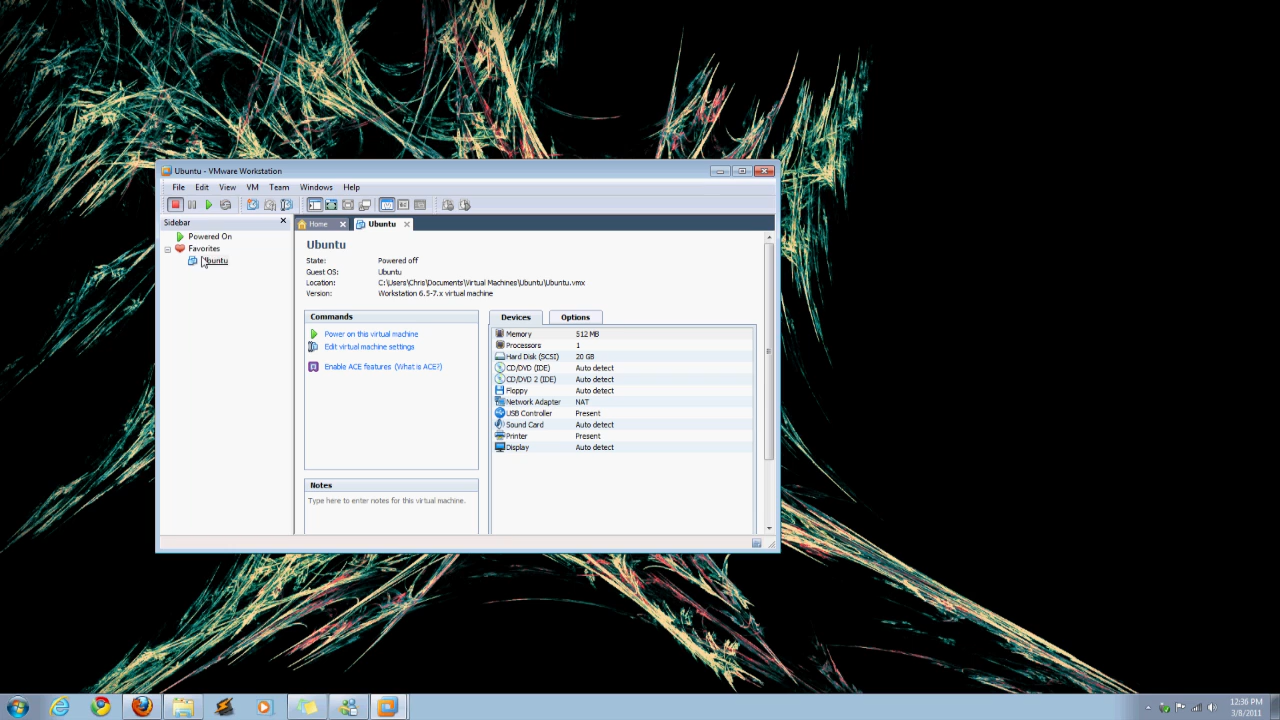 Ubuntu - VMware Workstation
File Edit View VM Team Windows Help
Sidebar
Powered On
Favorites
Ubuntu
Home
Ubuntu
Ubuntu
State: Powered off
Guest OS: Ubuntu
Location: C:\Users\Chris\Documents\Virtual Machines\Ubuntu\Ubuntu.vmx
Version: Workstation 6.5-7.x virtual machine
Commands
Power on this virtual machine
Edit virtual machine settings
Enable ACE features (What is ACE?)
Notes
Type here to enter notes for this virtual machine.
Devices Options
Memory 512 MB
Processors 1
Hard Disk (SCSI) 20 GB
CD/DVD (IDE) Auto detect
CD/DVD 2 (IDE) Auto detect
Floppy Auto detect
Network Adapter NAT
USB Controller Present
Sound Card Auto detect
Printer Present
Display Auto detect
12:36 PM
3/8/2011